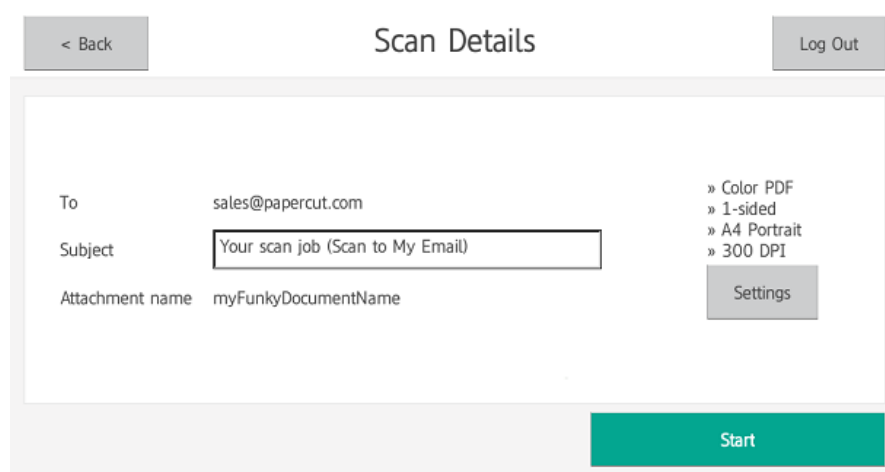 < Back
Scan Details
Log Out
To
sales@papercut.com
Subject
Your scan job (Scan to My Email)
Attachment name
myFunkyDocumentName
» Color PDF
» 1-sided
» A4 Portrait
» 300 DPI
Settings
Start